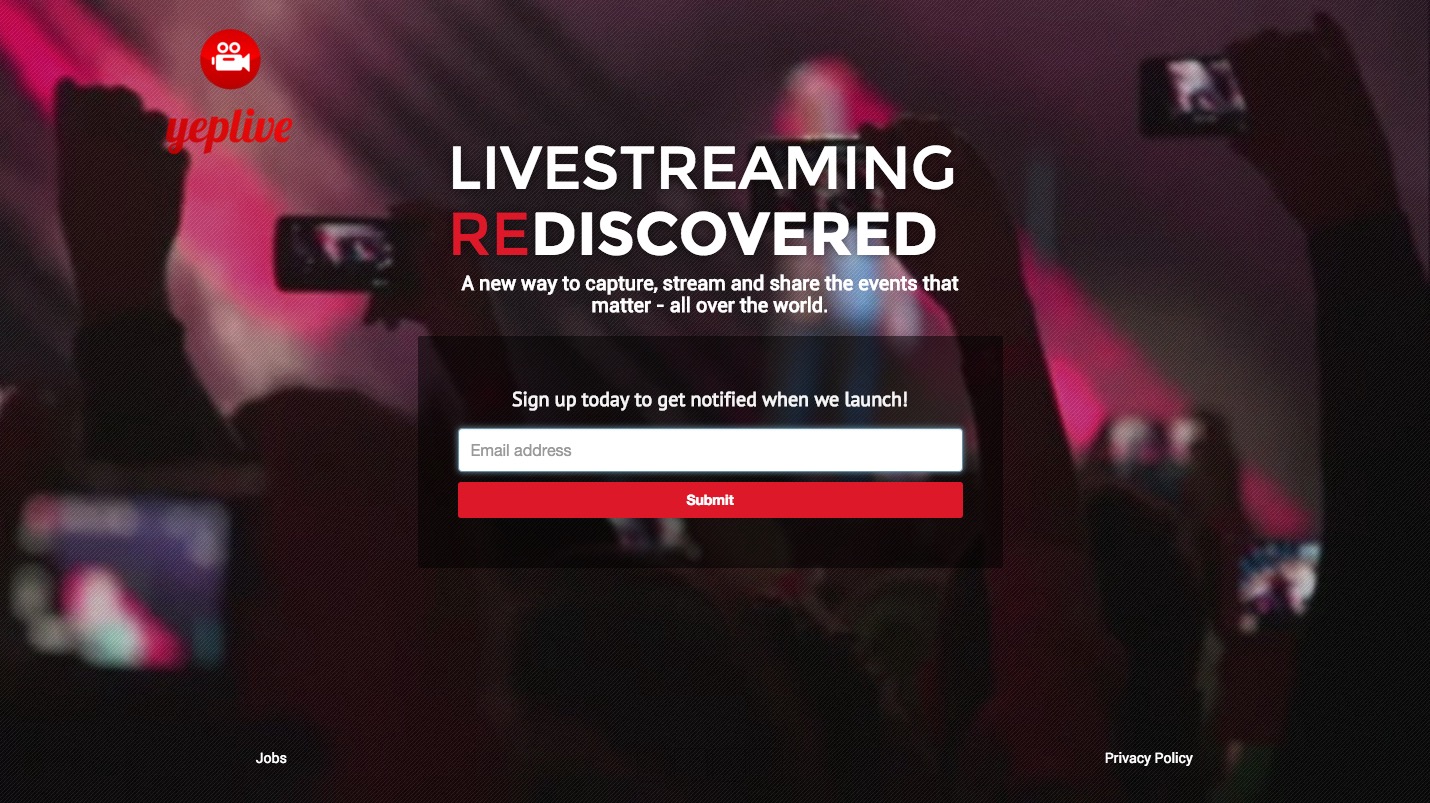 yeplive
LIVESTREAMING
REDISCOVERED
A new way to capture, stream and share the events that
matter - all over the world.
Sign up today to get notified when we launch!
Email address
Submit
Jobs
Privacy Policy